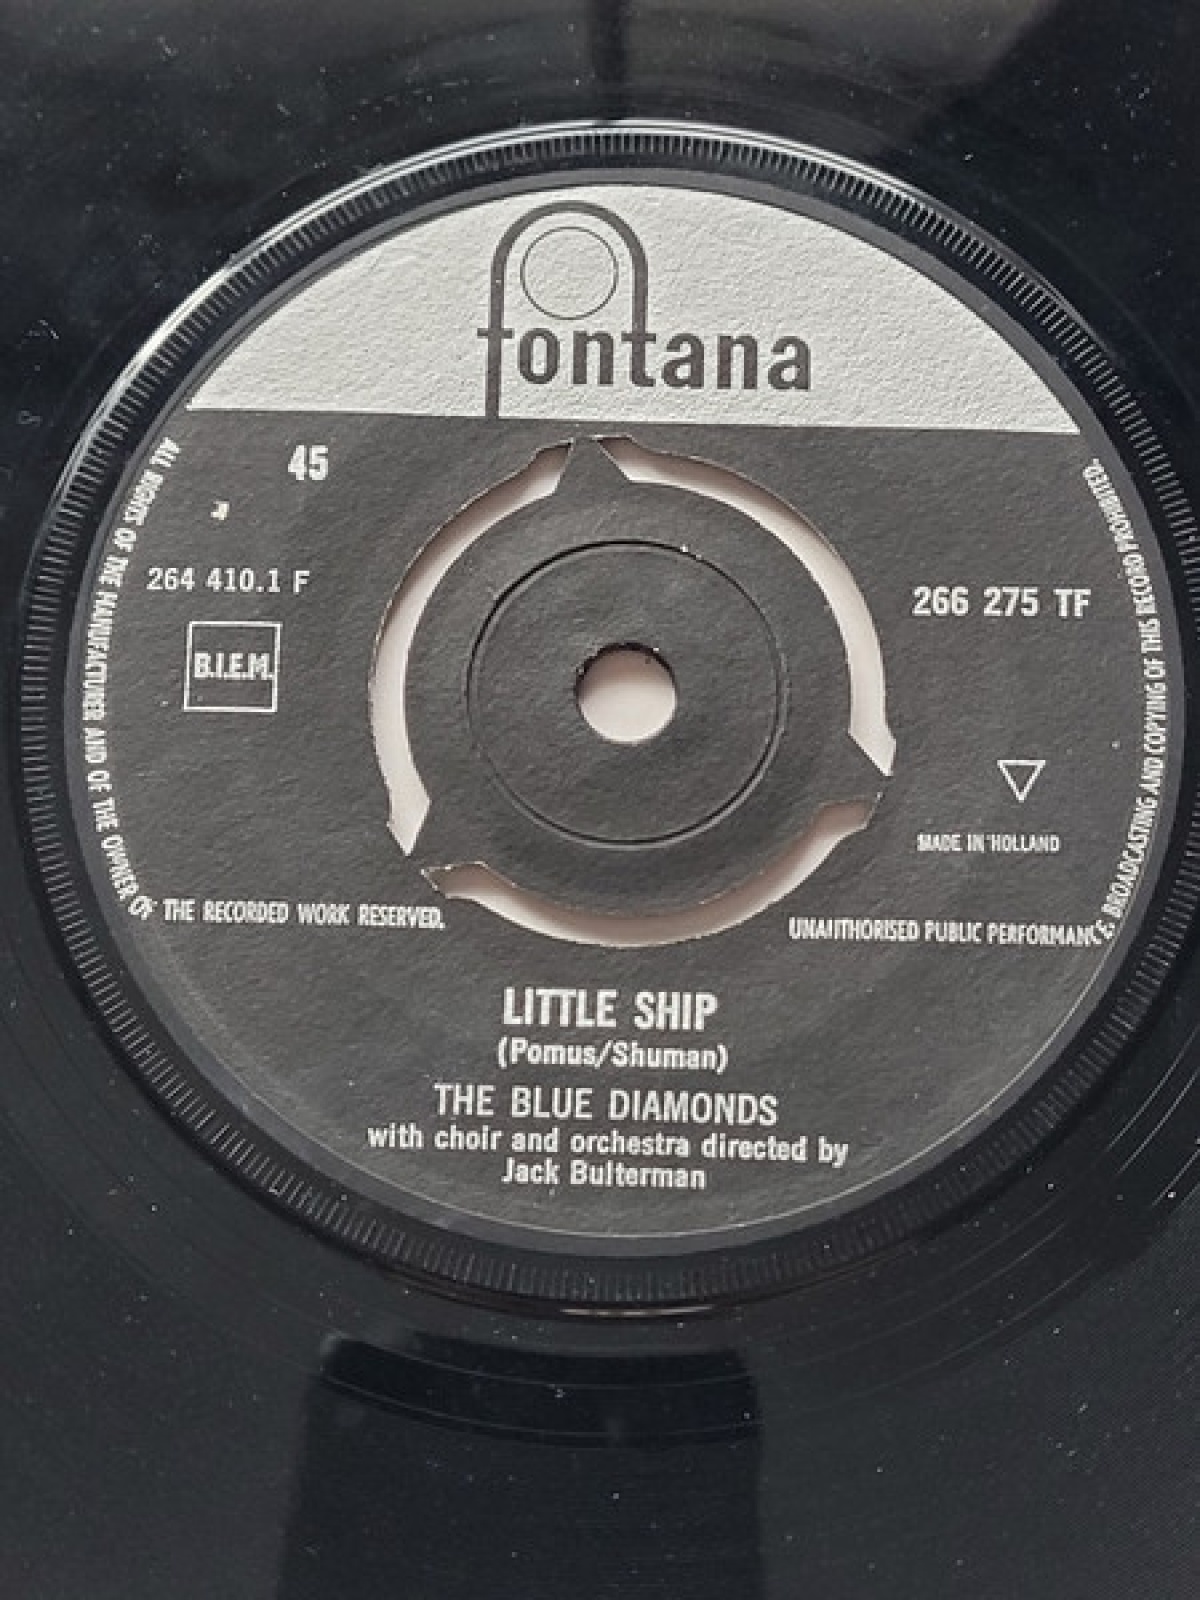 fontana
45
264 410.1 F
B.I.E.M.
266 275 TF
MADE IN HOLLAND
ALL RIGHTS OF THE MANUFACTURER AND OF THE OWNER OF THE RECORDED WORK RESERVED.
UNAUTHORISED PUBLIC PERFORMANCE, BROADCASTING AND COPYING OF THIS RECORD PROHIBITED.
LITTLE SHIP
(Pomus/Shuman)
THE BLUE DIAMONDS
with choir and orchestra directed by
Jack Bulterman